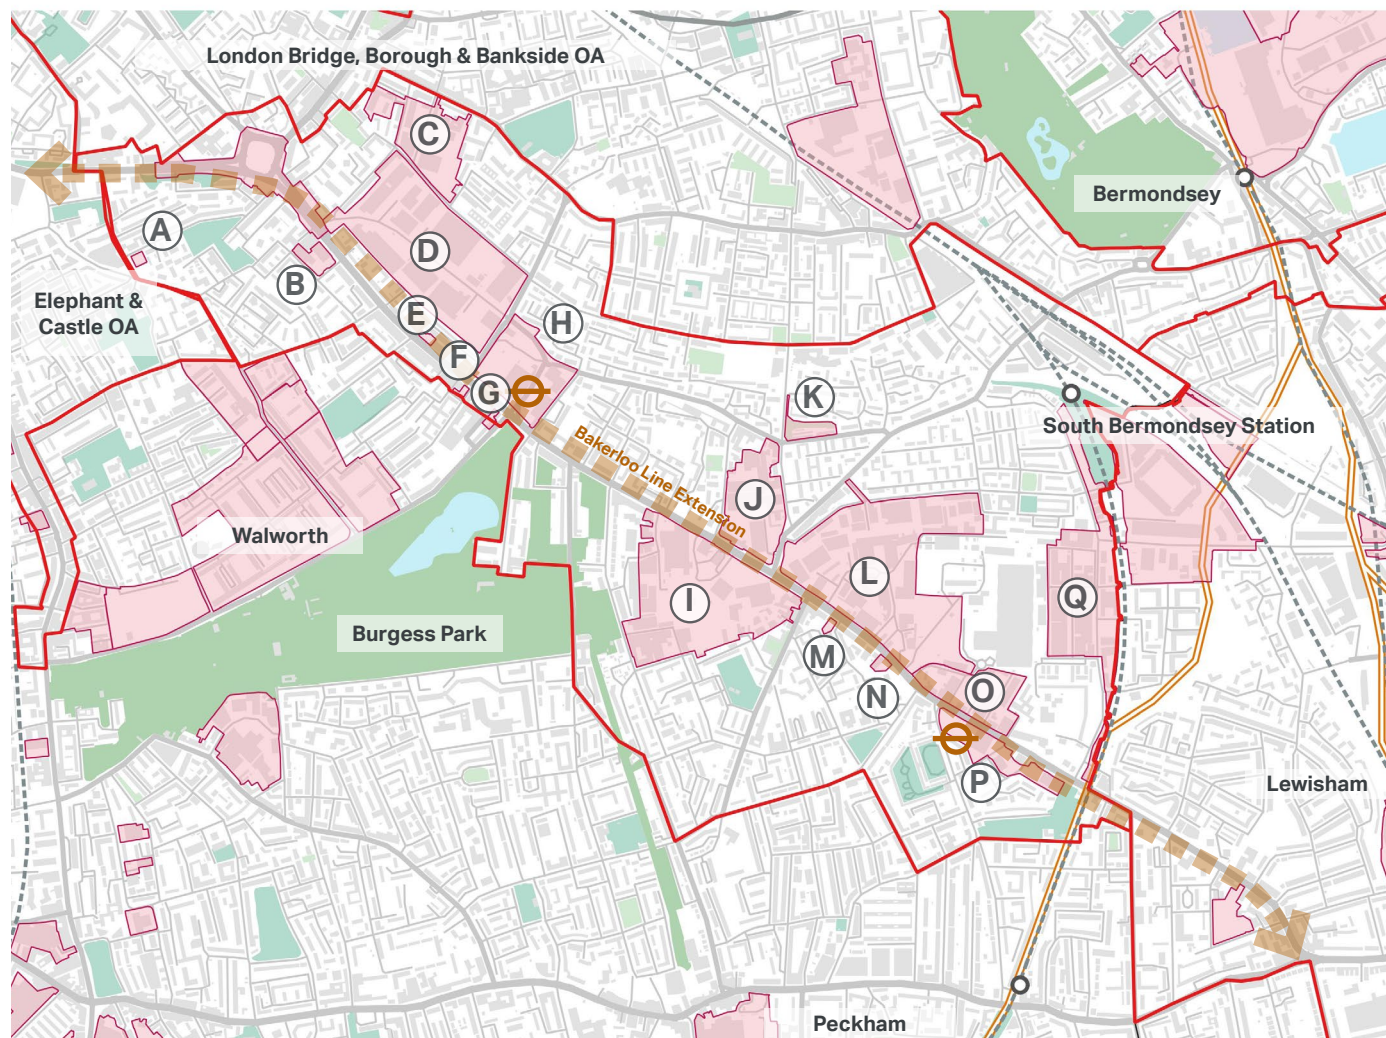 London Bridge, Borough & Bankside OA
C
Bermondsey
A
D
B
Elephant &
Castle OA
E
H
F
G
K
South Bermondsey Station
Bakerloo Line Extension
J
Walworth
L
I
Q
Burgess Park
M
N
O
P
Lewisham
Peckham